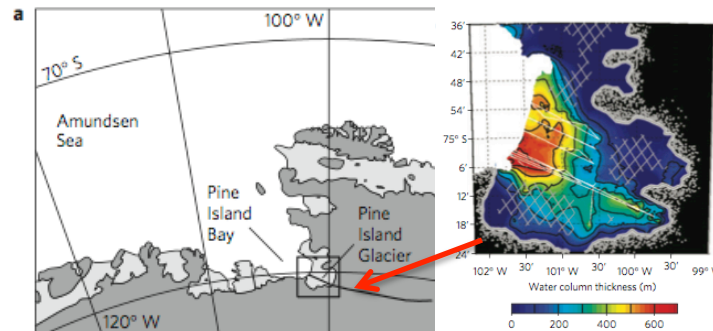 a
100° W
70° S
Amundsen
Sea
Pine
Island
Bay
Pine
Island
Glacier
120° W
36'
42'
48'
54'
75° S
6'
12'
18'
24'
102° W 30' 101° W 30' 100° W 30' 99°
Water column thickness (m)
0 200 400 600